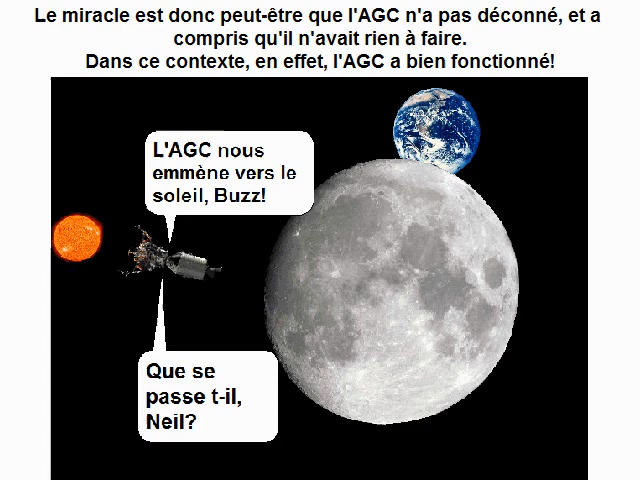 Le miracle est donc peut-être que l'AGC n'a pas déconné, et a
compris qu'il n'avait rien à faire.
Dans ce contexte, en effet, l'AGC a bien fonctionné!
L'AGC nous
emmène vers le
soleil, Buzz!
Que se
passe t-il,
Neil?